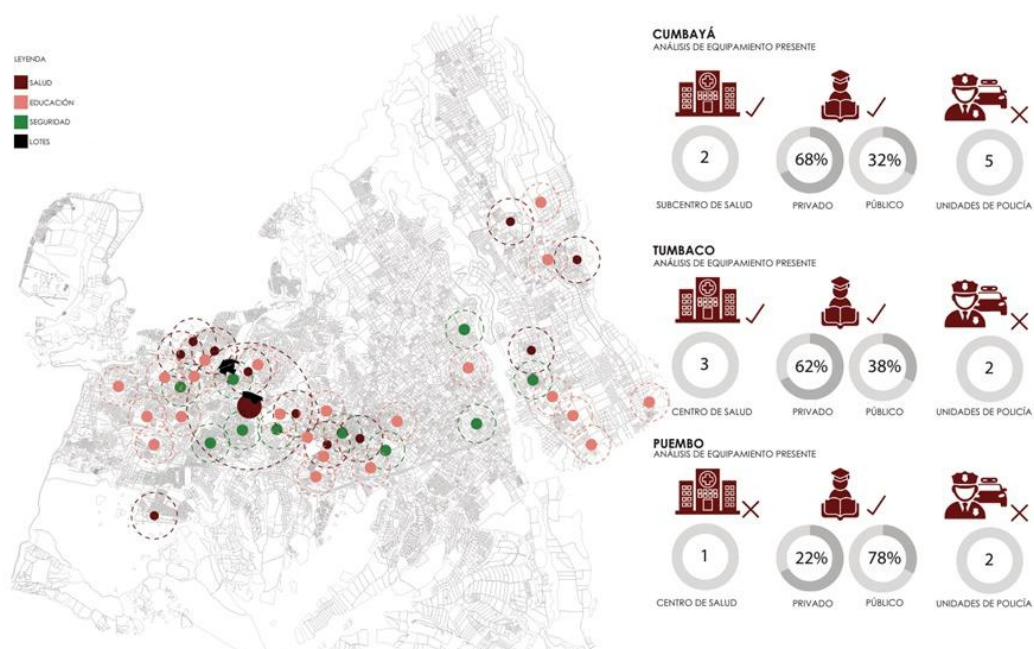 LEYENDA
SALUD
EDUCACIÓN
SEGURIDAD
LOTES
CUMBAYÁ
ANÁLISIS DE EQUIPAMIENTO PRESENTE
2
68%
32%
5
SUBCENTRO DE SALUD
PRIVADO
PÚBLICO
UNIDADES DE POLICÍA
TUMBACO
ANÁLISIS DE EQUIPAMIENTO PRESENTE
3
62%
38%
2
CENTRO DE SALUD
PRIVADO
PÚBLICO
UNIDADES DE POLICÍA
PUEMBO
ANÁLISIS DE EQUIPAMIENTO PRESENTE
1
22%
78%
2
CENTRO DE SALUD
PRIVADO
PÚBLICO
UNIDADES DE POLICÍA